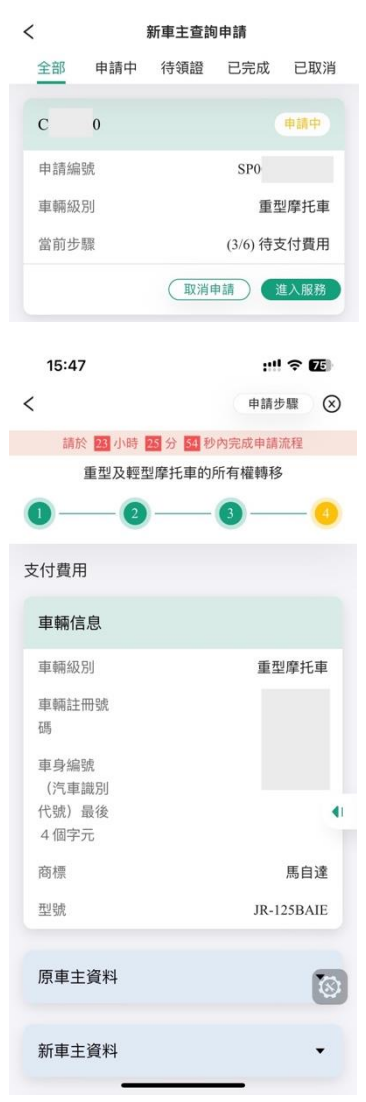 新車主查詢申請
全部 申請中 待領證 已完成 已取消
C 0 申請中
申請編號 SP0
車輛級別 重型摩托車
當前步驟 (3/6) 待支付費用
取消申請 進入服務
15:47 75
申請步驟
請於 23 小時 25 分 54 秒內完成申請流程
重型及輕型摩托車的所有權轉移
1 2 3 4
支付費用
車輛信息
車輛級別 重型摩托車
車輛註冊號
碼
車身編號
（汽車識別
代號）最後
４個字元
商標 馬自達
型號 JR-125BAIE
原車主資料
新車主資料